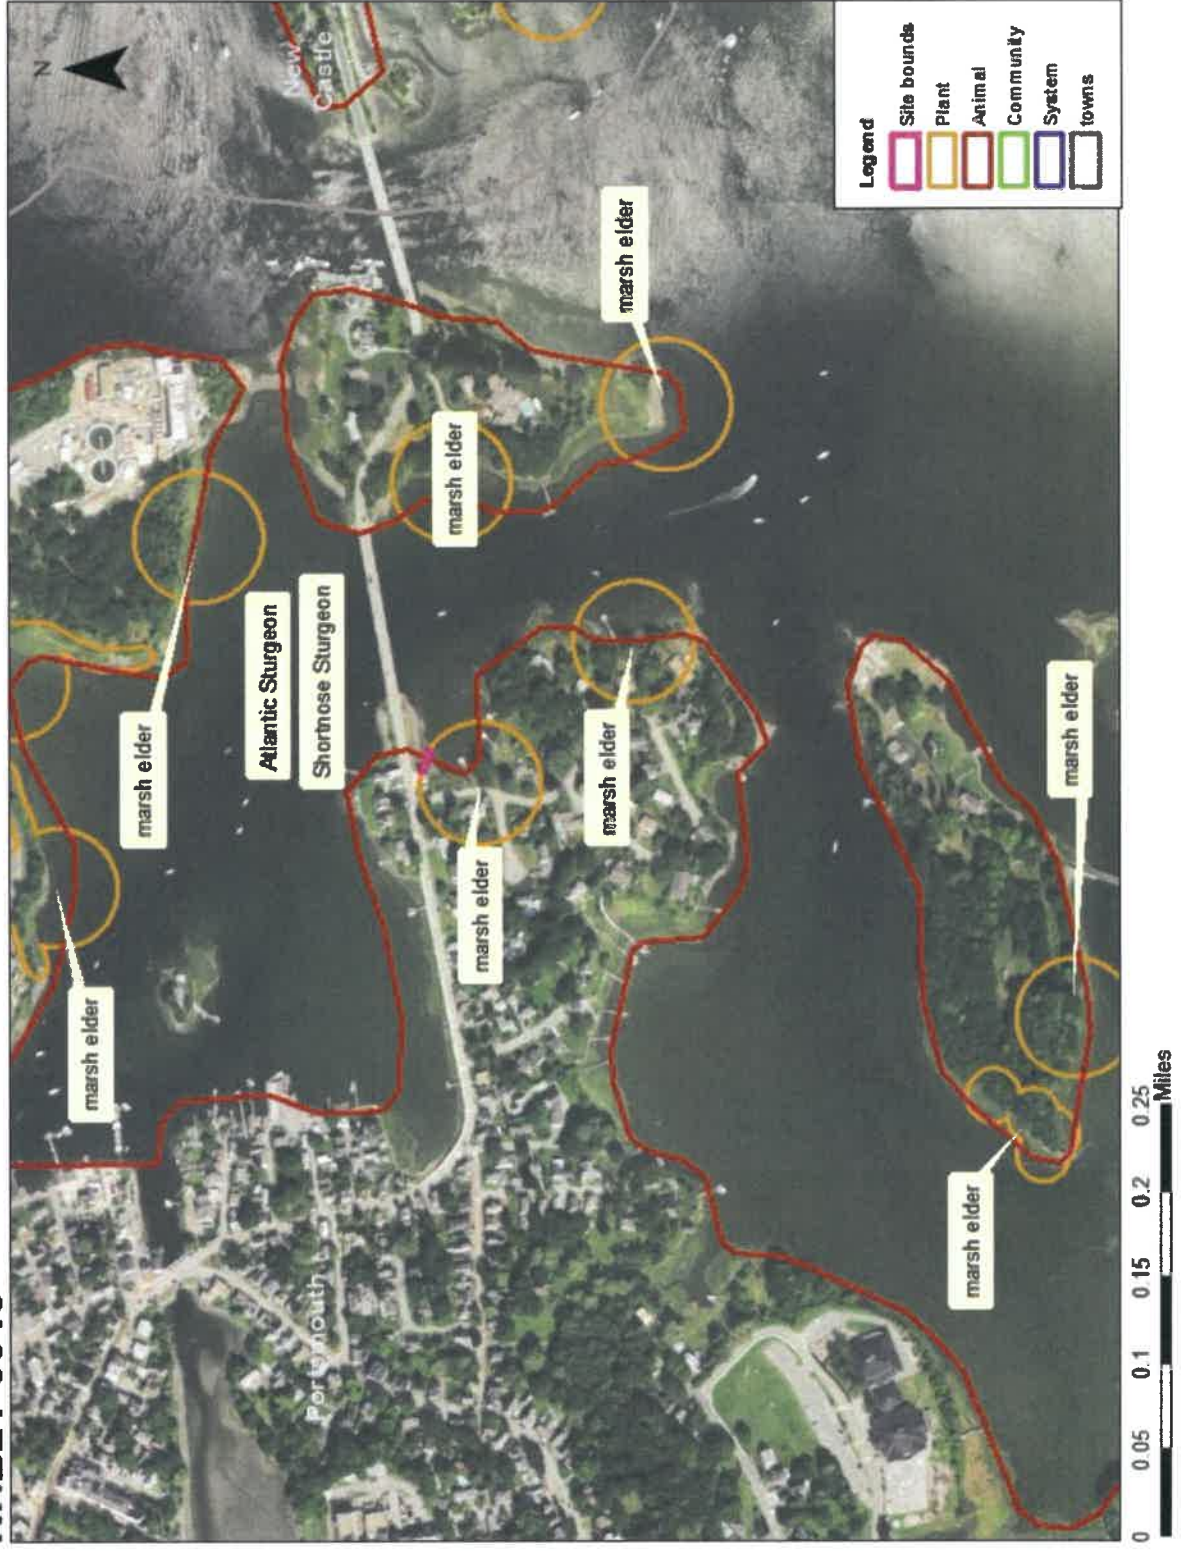 N
marsh elder
marsh elder
Atlantic Sturgeon
New
Castle
Portsmouth
Shortnose Sturgeon
marsh elder
marsh elder
marsh elder
marsh elder
marsh elder
marsh elder
Legend
Site bounds
Plant
Animal
Community
System
towns
0 0.05 0.1 0.15 0.2 0.25
Miles